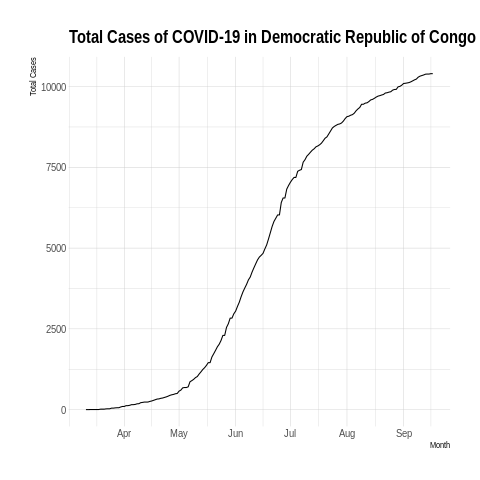 Total Cases of COVID-19 in Democratic Republic of Congo
Total Cases
10000
7500
5000
2500
0
Apr May Jun Jul Aug Sep
Month